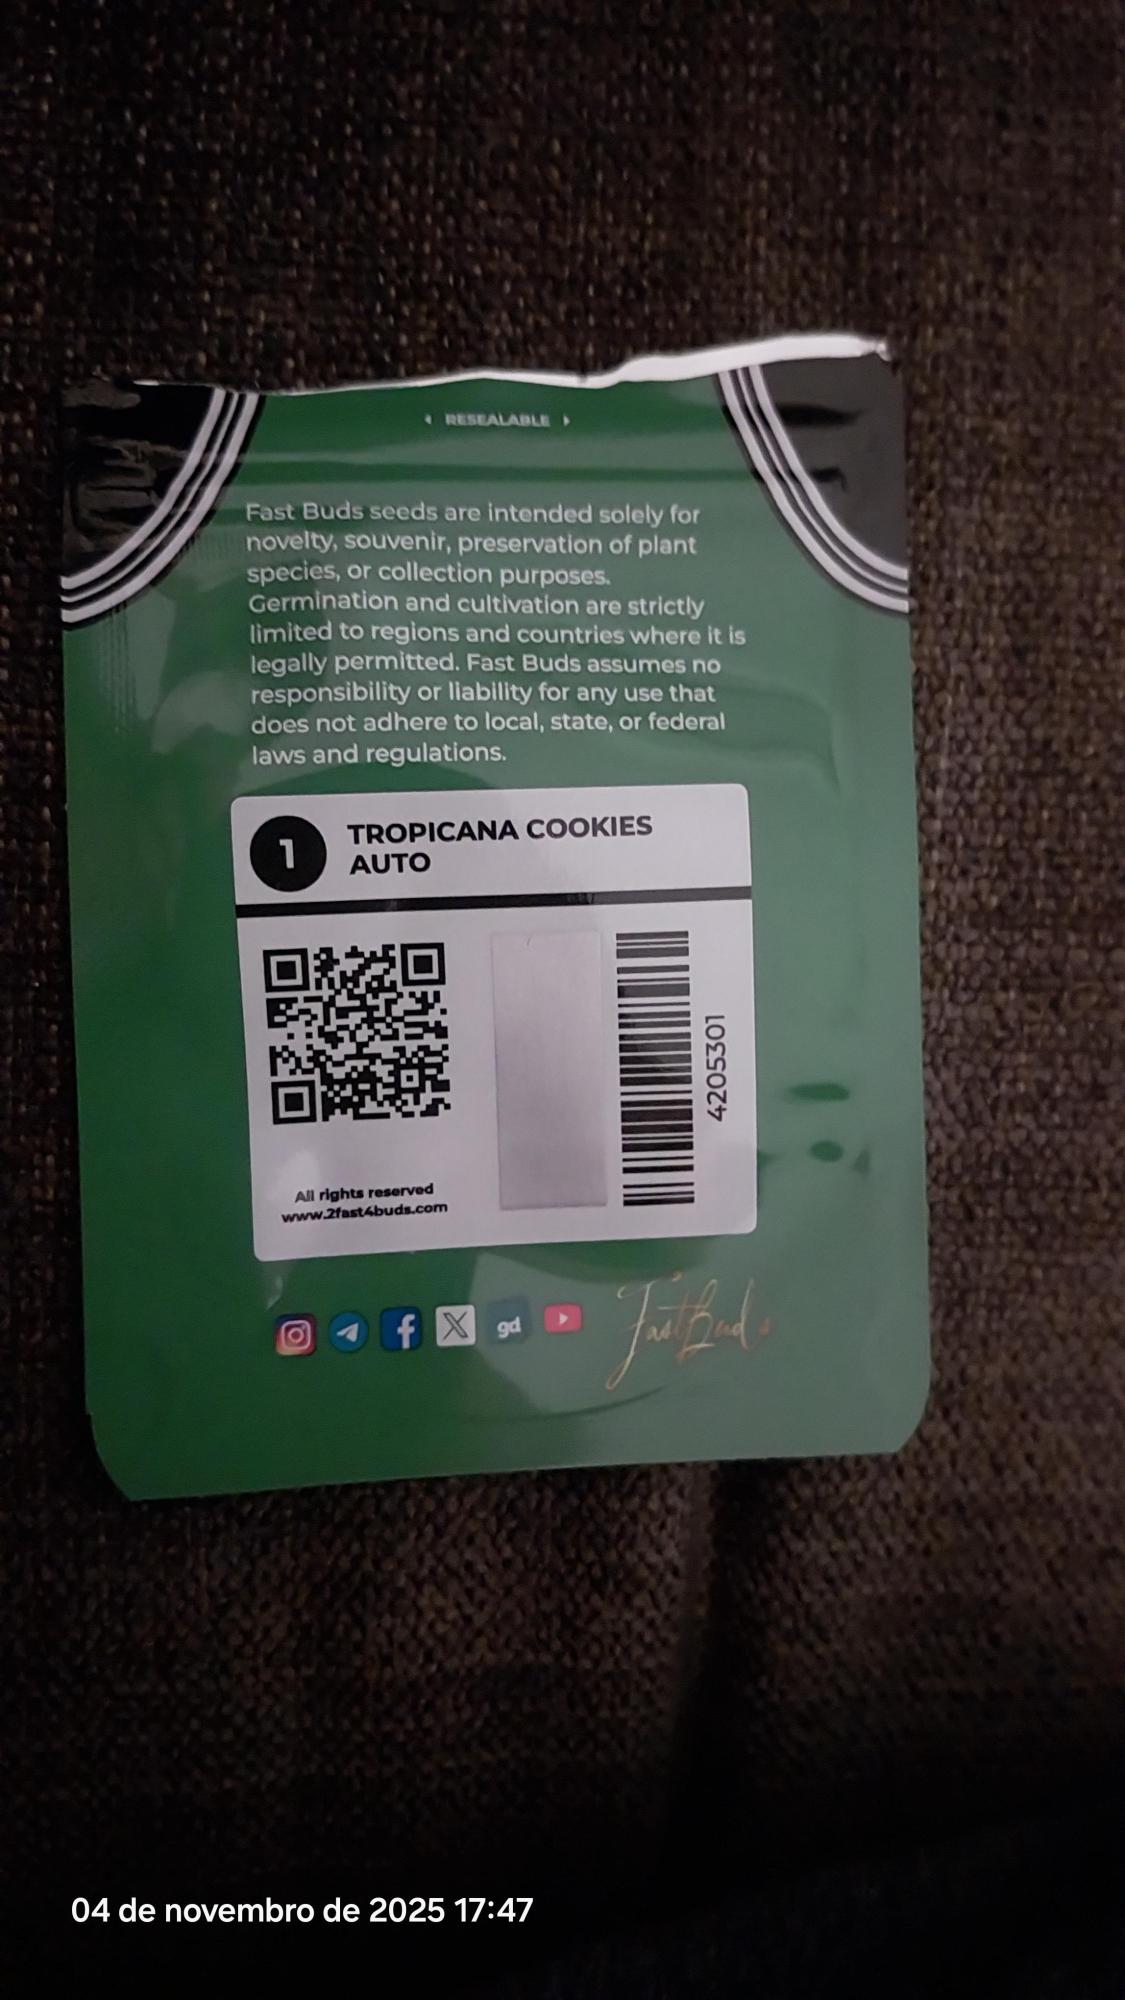 RESEALABLE
Fast Buds seeds are intended solely for
novelty, souvenir, preservation of plant
species, or collection purposes.
Germination and cultivation are strictly
limited to regions and countries where it is
legally permitted. Fast Buds assumes no
responsibility or liability for any use that
does not adhere to local, state, or federal
laws and regulations.
1
TROPICANA COOKIES
AUTO
4205301
All rights reserved
www.2fast4buds.com
gd
FastBuds
04 de novembro de 2025 17:47